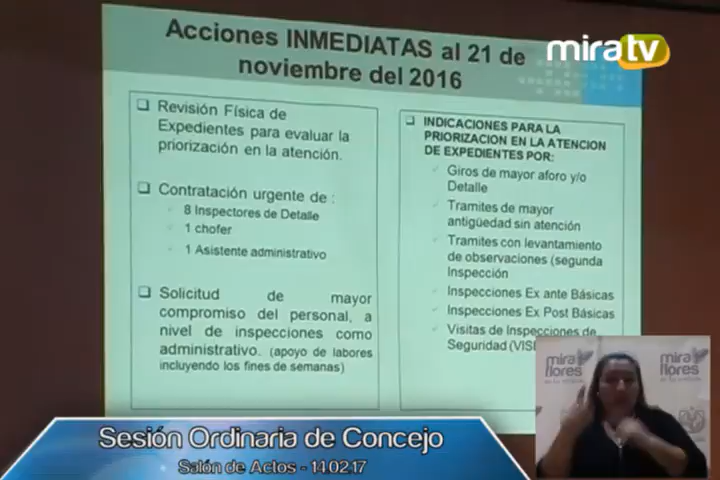 Acciones INMEDIATAS al 21 de
noviembre del 2016
miratv
Revisión Física de
Expedientes para evaluar la
priorización en la atención.
Contratación urgente de :
8 Inspectores de Detalle
1 chofer
1 Asistente administrativo
Solicitud de mayor
compromiso del personal, a
nivel de inspecciones como
administrativo. (apoyo de labores
incluyendo los fines de semanas)
INDICACIONES PARA LA
PRIORIZACIÓN EN LA ATENCION
DE EXPEDIENTES POR:
Giros de mayor aforo y/o
Detalle
Tramites de mayor
antigüedad sin atención
Tramites con levantamiento
de observaciones (segunda
Inspección
Inspecciones Ex ante Básicas
Inspecciones Ex Post Básicas
Visitas de Inspecciones de
Seguridad
mira
flores
mira
flores
Sesión Ordinaria de Concejo
Salón de Actos - 14.02.17